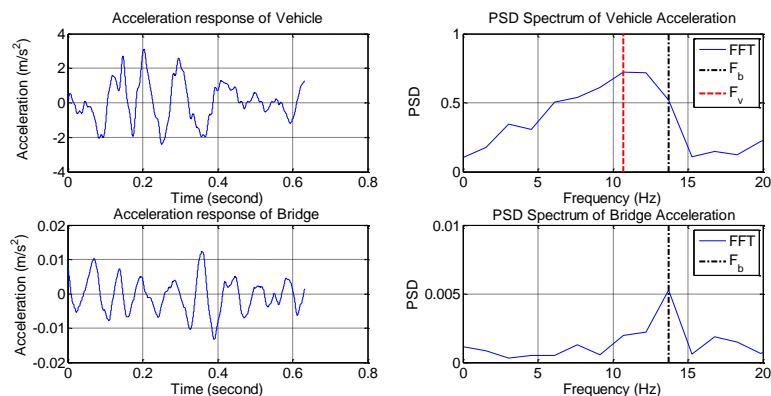 Acceleration response of Vehicle
Acceleration (m/s²)
4
2
0
-2
-4
0 0.2 0.4 0.6 0.8
Time (second)
PSD Spectrum of Vehicle Acceleration
PSD
1
0.5
0
0 5 10 15 20
Frequency (Hz)
FFT
F_b
F_v
Acceleration response of Bridge
Acceleration (m/s²)
0.02
0.01
0
-0.01
-0.02
0 0.2 0.4 0.6 0.8
Time (second)
PSD Spectrum of Bridge Acceleration
PSD
0.01
0.005
0
0 5 10 15 20
Frequency (Hz)
FFT
F_b